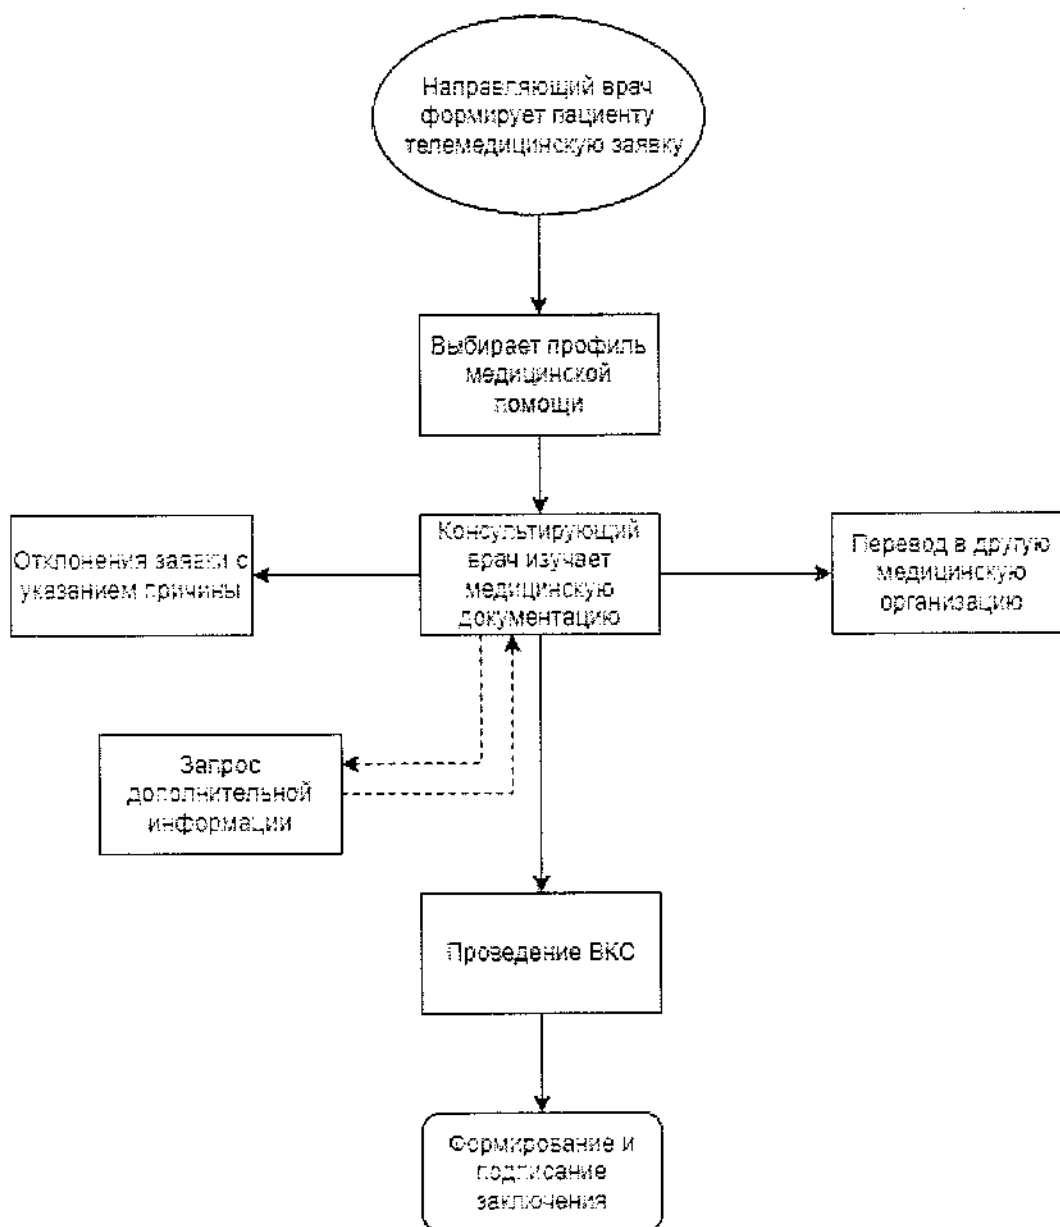 Направляющий врач
формирует пациенту
телемедицинскую заявку
Выбирает профиль
медицинской
помощи
Отклонения заявки с
указанием причины
Консультирующий
врач изучает
медицинскую
документацию
Перевод в другую
медицинскую
организацию
Запрос
дополнительной
информации
Проведение ВКС
Формирование и
подписание
заключения